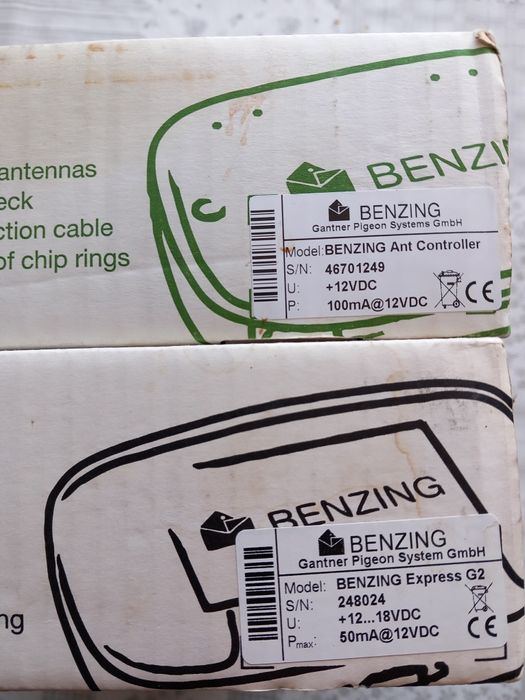 antennas
eck
ction cable
of chip rings
BENZI
BENZING
Gantner Pigeon Systems GmbH
Model: BENZING Ant Controller
S/N: 46701249
U: +12VDC
P: 100mA@12VDC
CE
BENZING
ng
BENZING
Gantner Pigeon System GmbH
Model: BENZING Express G2
S/N: 248024
U: +12...18VDC
Pmax: 50mA@12VDC
CE